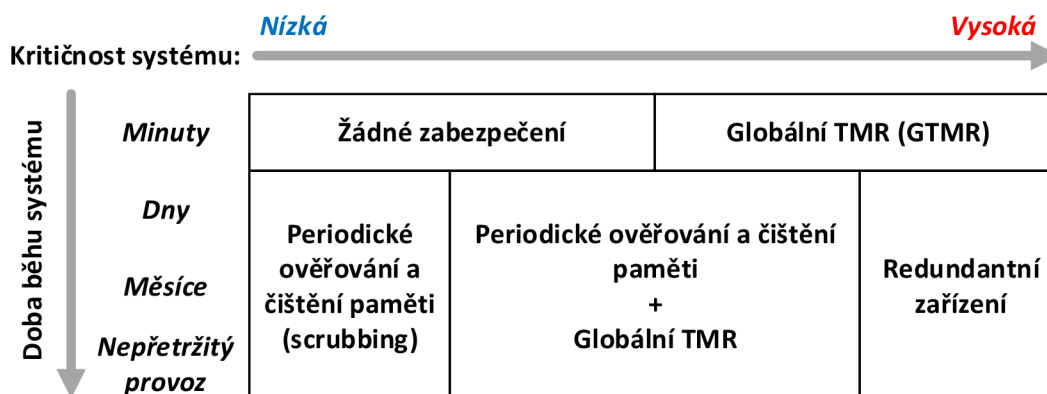 Nízká Vysoká
Kritičnost systému:
Doba běhu systému
Minuty Žádné zabezpečení Globální TMR (GTMR)
Dny
Měsíce
Nepřetržitý
provoz
Periodické
ověřování a
čištění paměti
(scrubbing)
Periodické ověřování a čištění
paměti
+
Globální TMR
Redundantní
zařízení